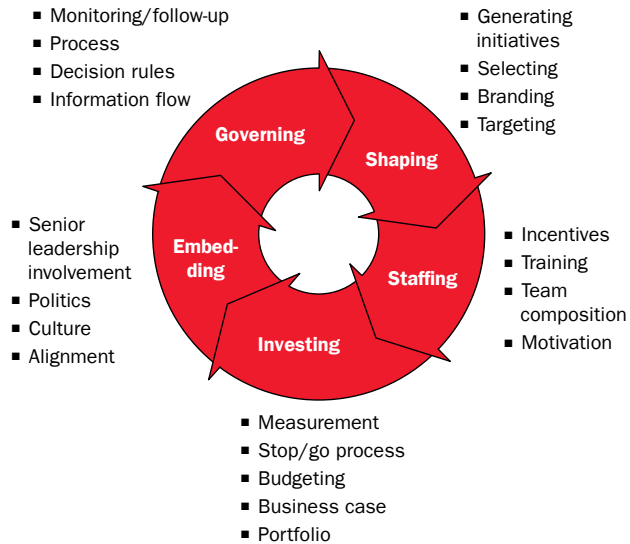 ▪ Monitoring/follow-up
▪ Process
▪ Decision rules
▪ Information flow
▪ Generating
initiatives
▪ Selecting
▪ Branding
▪ Targeting
Governing
Shaping
▪ Senior
leadership
involvement
▪ Politics
▪ Culture
▪ Alignment
Embed-
ding
Staffing
▪ Incentives
▪ Training
▪ Team
composition
▪ Motivation
Investing
▪ Measurement
▪ Stop/go process
▪ Budgeting
▪ Business case
▪ Portfolio